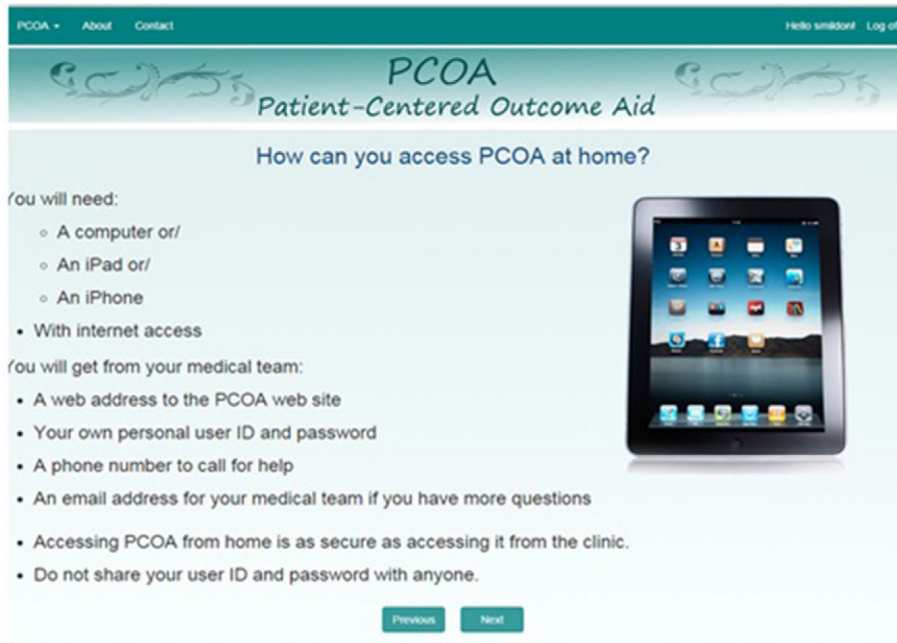 PCOA About Contact Hello smildon! Log of
PCOA
Patient-Centered Outcome Aid
How can you access PCOA at home?
You will need:
A computer or/
An iPad or/
An iPhone
With internet access
You will get from your medical team:
A web address to the PCOA web site
Your own personal user ID and password
A phone number to call for help
An email address for your medical team if you have more questions
Accessing PCOA from home is as secure as accessing it from the clinic.
Do not share your user ID and password with anyone.
Previous Next